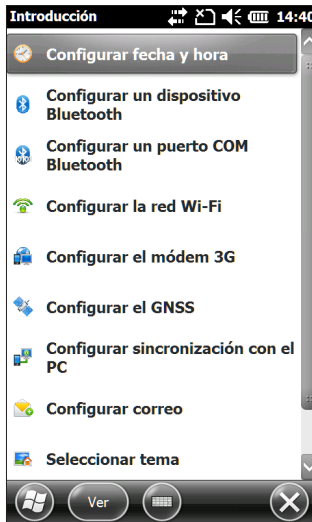 Introducción
14:40
Configurar fecha y hora
Configurar un dispositivo
Bluetooth
Configurar un puerto COM
Bluetooth
Configurar la red Wi-Fi
Configurar el módem 3G
Configurar el GNSS
Configurar sincronización con el
PC
Configurar correo
Seleccionar tema
Ver